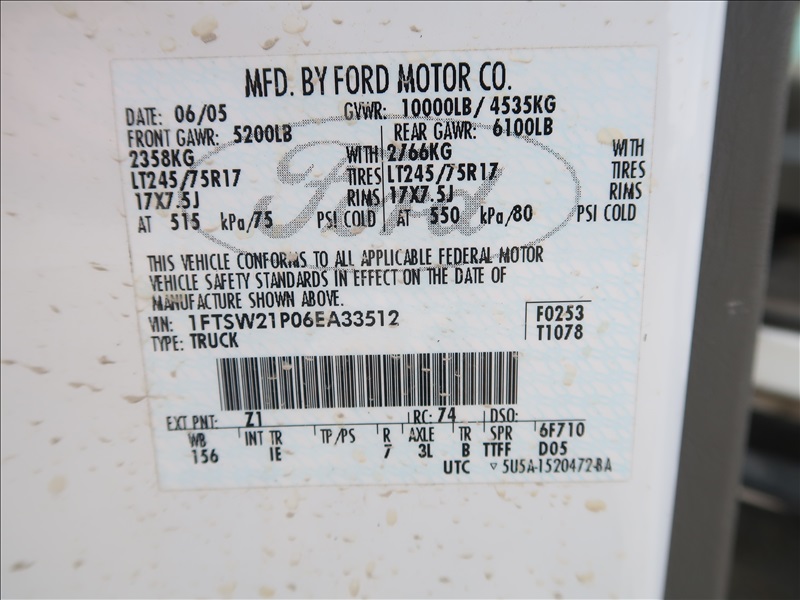 MFD. BY FORD MOTOR CO.
DATE: 06/05 GVWR: 10000LB/ 4535KG
FRONT GAWR: 5200LB REAR GAWR: 6100LB
2358KG WITH 2766KG WITH
LT245/75R17 TIRES LT245/75R17 TIRES
17X7.5J RIMS 17X7.5J RIMS
AT 515 kPa/75 PSI COLD AT 550 kPa/80 PSI COLD
Ford
THIS VEHICLE CONFORMS TO ALL APPLICABLE FEDERAL MOTOR
VEHICLE SAFETY STANDARDS IN EFFECT ON THE DATE OF
MANUFACTURE SHOWN ABOVE.
VIN: 1FTSW21P06EA33512 F0253
TYPE: TRUCK T1078
EXT PNT: Z1 RC: 74 DSO:
WB INT TR TP/PS R AXLE TR SPR 6F710
156 IE 7 3L B TTFF D05
UTC ▽ 5U5A-1520472-BA